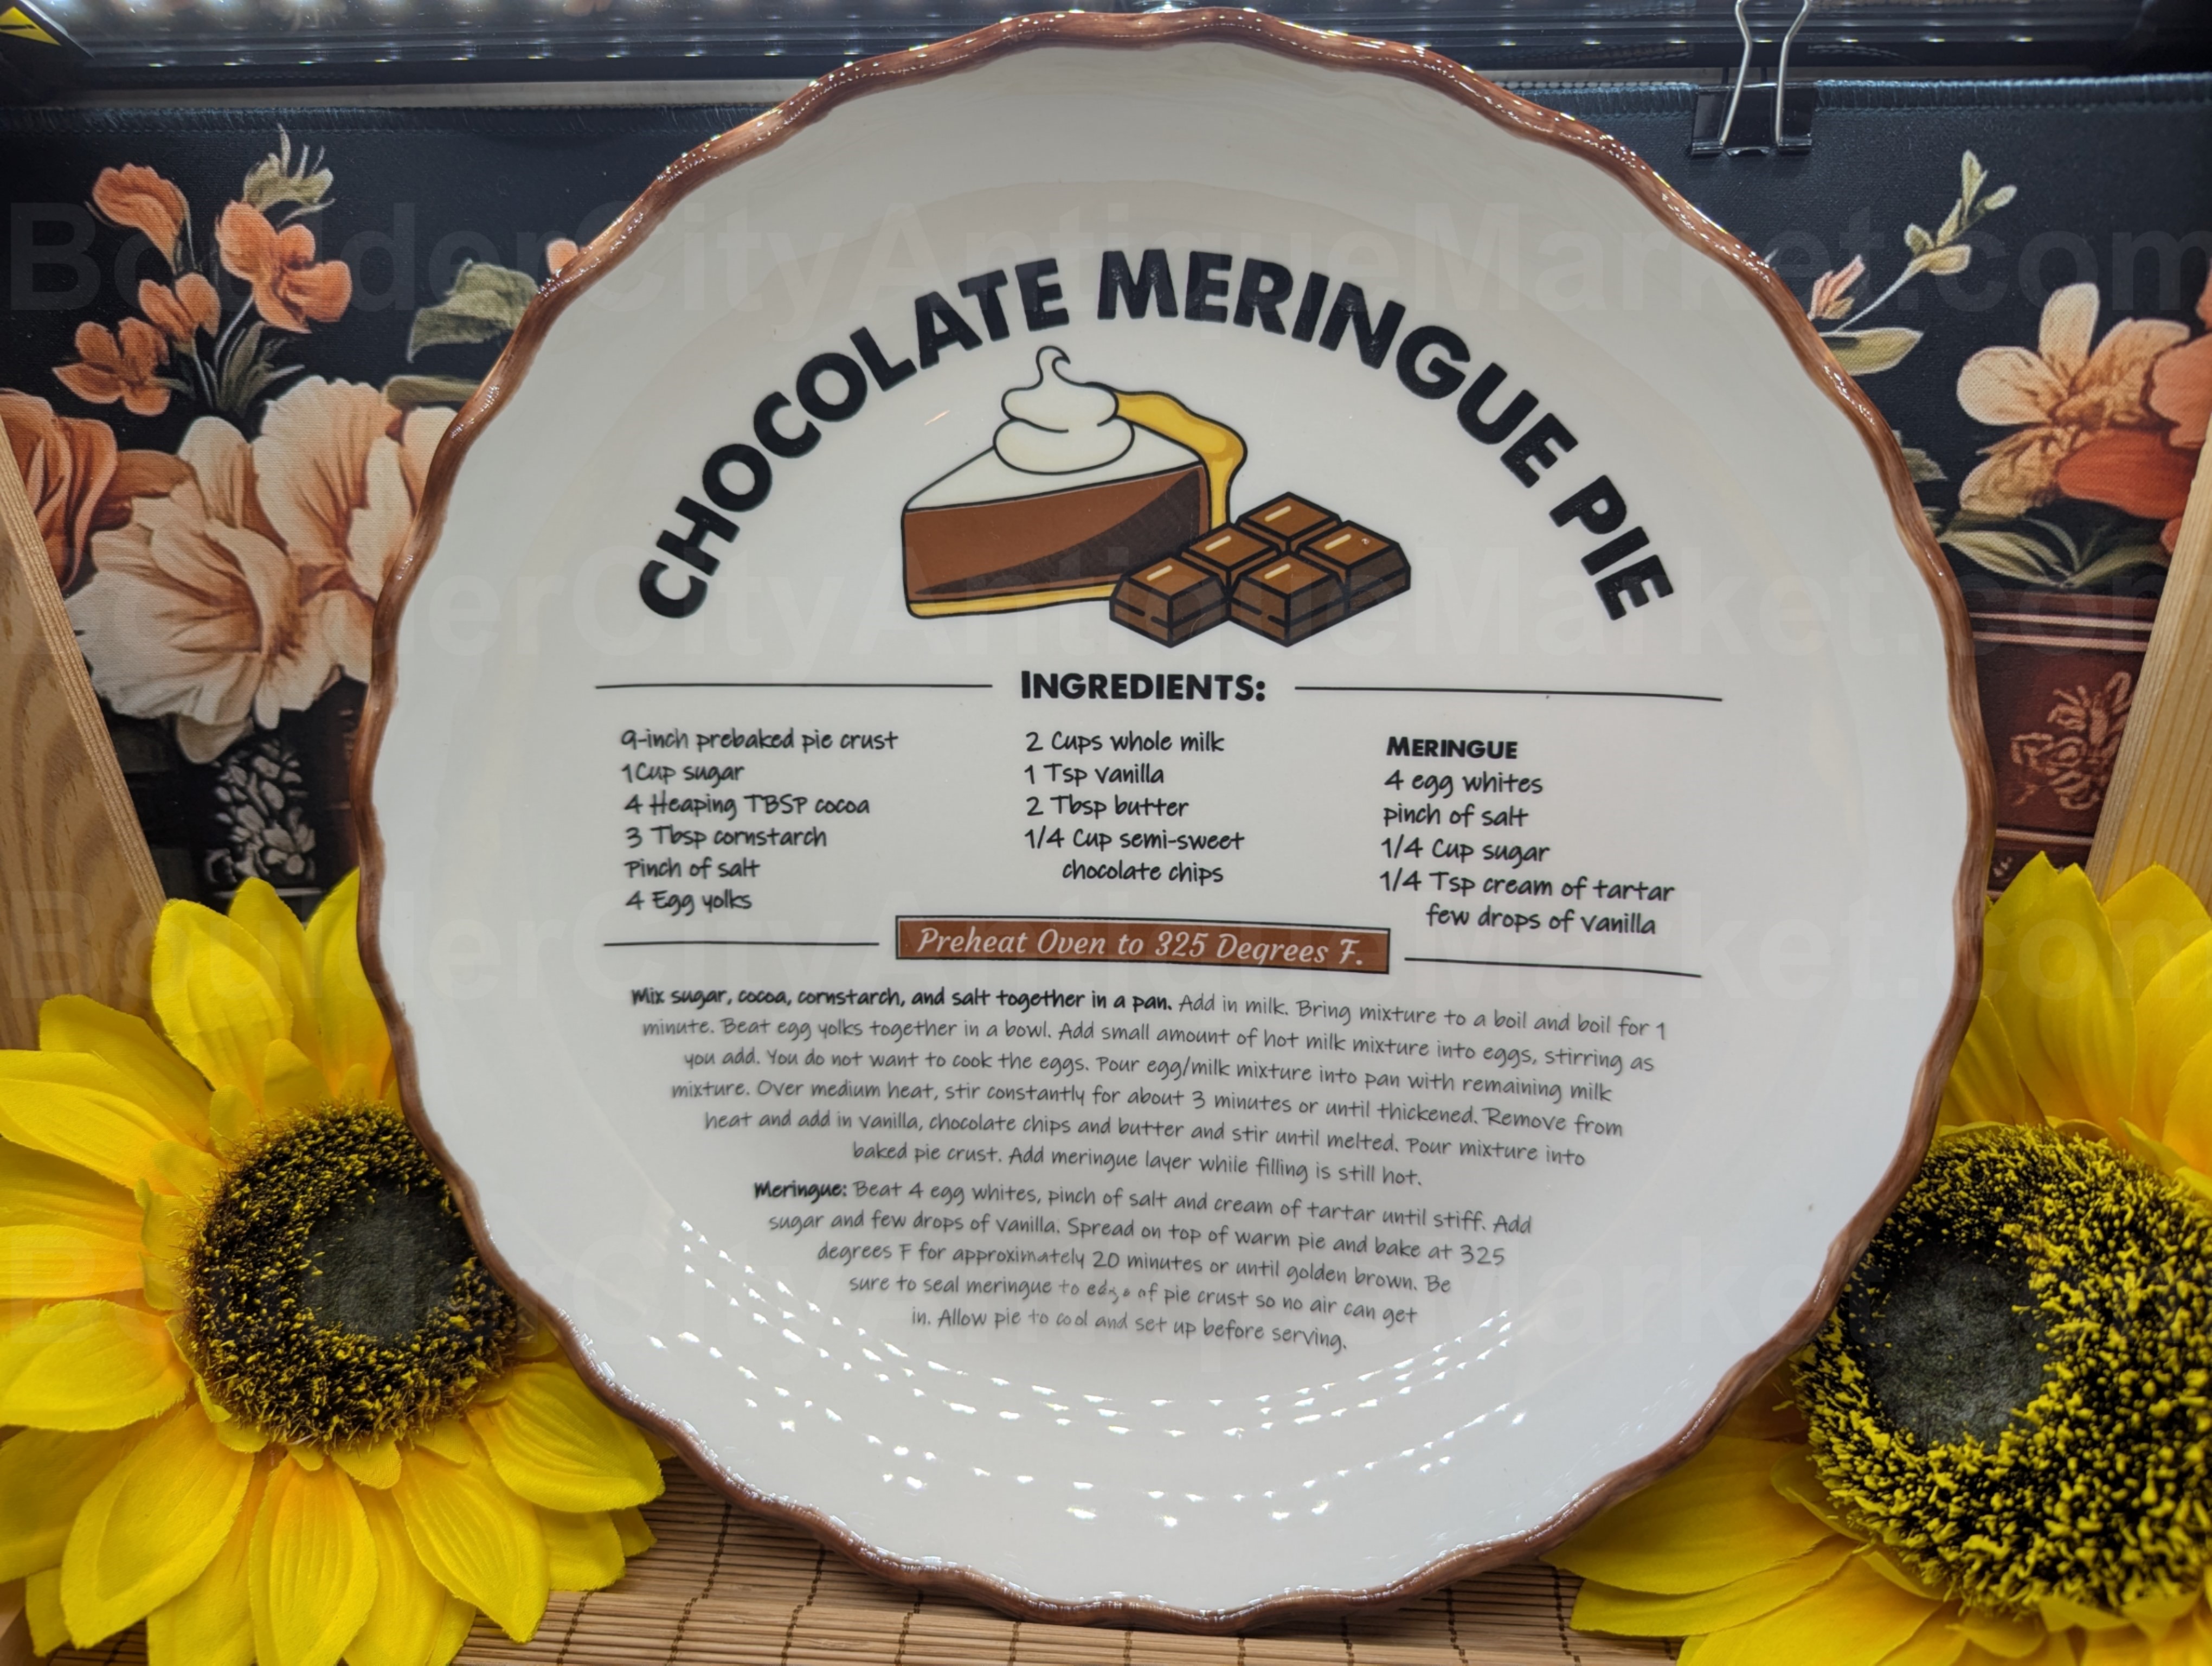 CHOCOLATE MERINGUE PIE
INGREDIENTS:
9-inch prebaked pie crust
1 Cup sugar
4 Heaping TBSP cocoa
3 Tbsp cornstarch
Pinch of salt
4 Egg yolks
2 Cups whole milk
1 Tsp vanilla
2 Tbsp butter
1/4 Cup semi-sweet
chocolate chips
MERINGUE
4 egg whites
pinch of salt
1/4 Cup sugar
1/4 Tsp cream of tartar
few drops of vanilla
Preheat Oven to 325 Degrees F.
Mix sugar, cocoa, cornstarch, and salt together in a pan. Add in milk. Bring mixture to a boil and boil for 1
minute. Beat egg yolks together in a bowl. Add small amount of hot milk mixture into eggs, stirring as
you add. You do not want to cook the eggs. Pour egg/milk mixture into pan with remaining milk
mixture. Over medium heat, stir constantly for about 3 minutes or until thickened. Remove from
heat and add in vanilla, chocolate chips and butter and stir until melted. Pour mixture into
baked pie crust. Add meringue layer while filling is still hot.
Meringue: Beat 4 egg whites, pinch of salt and cream of tartar until stiff. Add
sugar and few drops of vanilla. Spread on top of warm pie and bake at 325
degrees F for approximately 20 minutes or until golden brown. Be
sure to seal meringue to edge of pie crust so no air can get
in. Allow pie to cool and set up before serving.
BoulderCityAntiqueMarket.com
BoulderCityAntiqueMarket.com
BoulderCityAntiqueMarket.com
BoulderCityAntiqueMarket.com